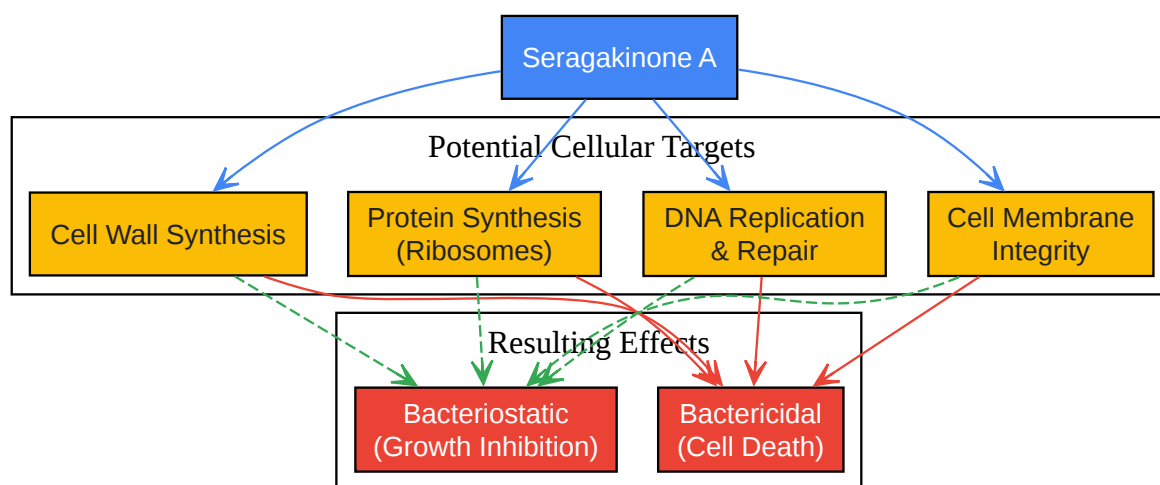 Seragakinone A
Potential Cellular Targets
Cell Wall Synthesis
Protein Synthesis
(Ribosomes)
DNA Replication
& Repair
Cell Membrane
Integrity
Resulting Effects
Bacteriostatic
(Growth Inhibition)
Bactericidal
(Cell Death)